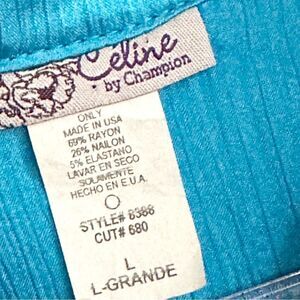 Celine
by Champion
ONLY
MADE IN USA
69% RAYON
26% NAILON
5% ELASTANO
LAVAR EN SECO
SOLAMENTE
HECHO EN E.U.A.
STYLE# 8388
CUT# 680
L
L-GRANDE